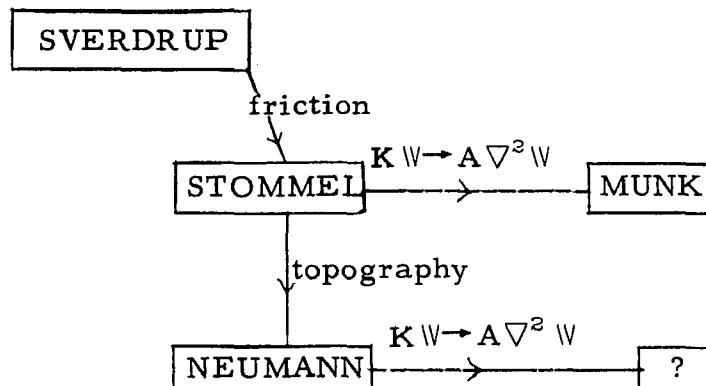 SVERDRUP
friction
K W → A ∇² W
STOMMEL
MUNK
topography
K W → A ∇² W
NEUMANN
?